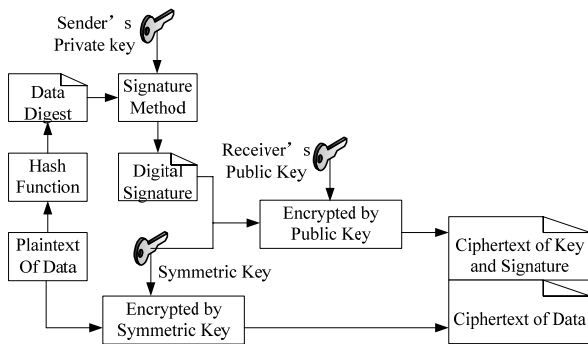 Sender’s
Private key
Data
Digest
Signature
Method
Hash
Function
Digital
Signature
Receiver’s
Public Key
Plaintext
Of Data
Encrypted by
Public Key
Symmetric Key
Ciphertext of Key
and Signature
Encrypted by
Symmetric Key
Ciphertext of Data